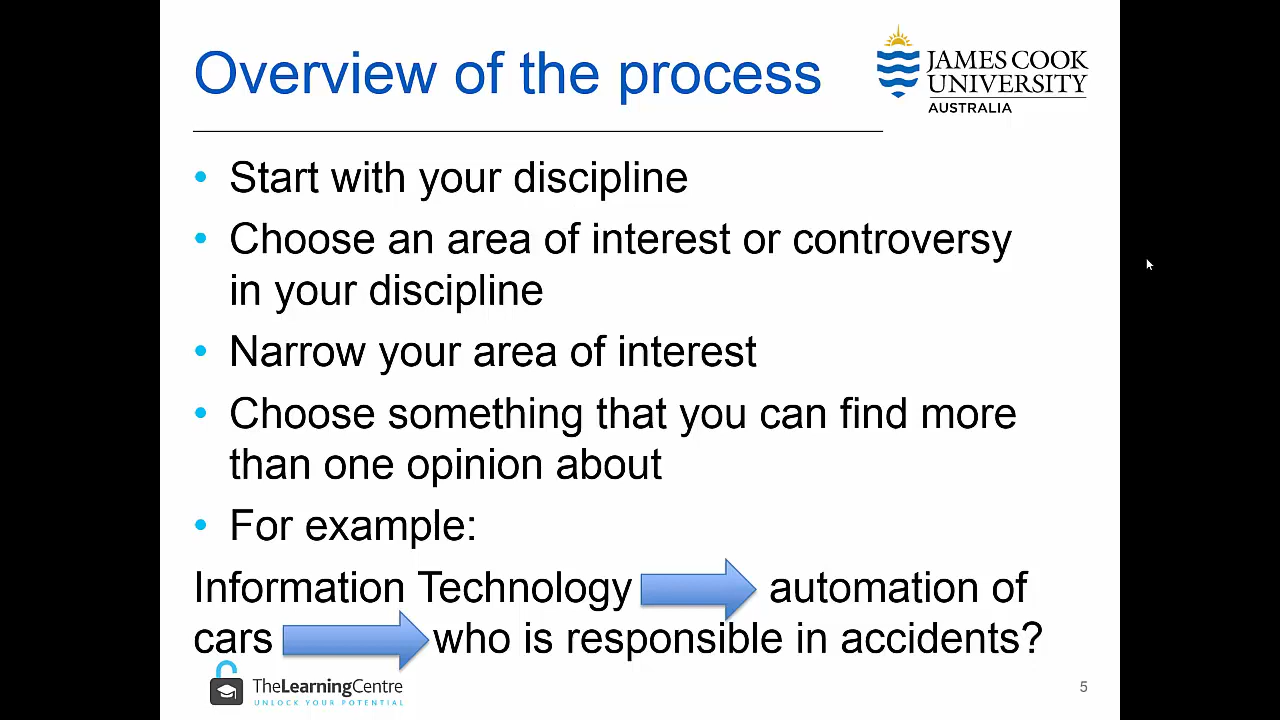 Overview of the process
JAMES COOK
UNIVERSITY
AUSTRALIA
• Start with your discipline
• Choose an area of interest or controversy
in your discipline
• Narrow your area of interest
• Choose something that you can find more
than one opinion about
• For example:
Information Technology automation of
cars who is responsible in accidents?
TheLearningCentre
UNLOCK YOUR POTENTIAL
5